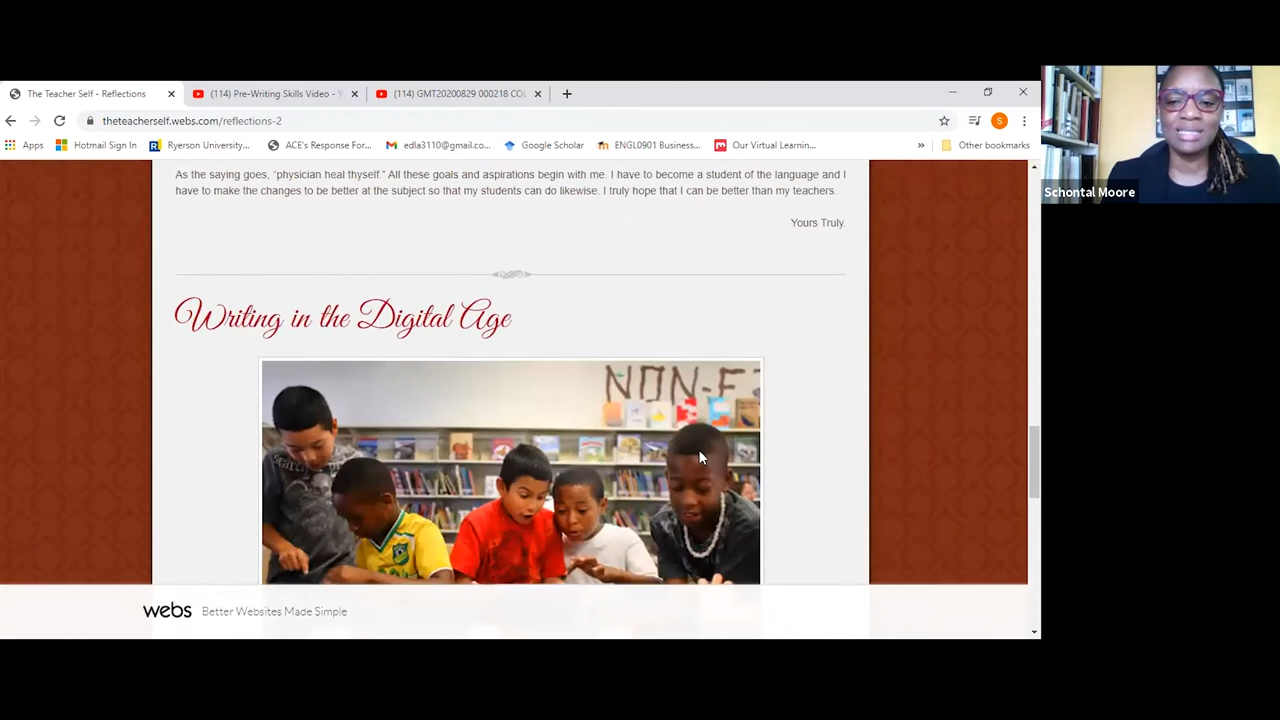 The Teacher Self - Reflections
(114) Pre-Writing Skills Video - Y
(114) GMT20200829 000218 COL
theteacherself.webs.com/reflections-2
S
Apps
Hotmail Sign In
Ryerson University...
ACE's Response For...
edla3110@gmail.co...
Google Scholar
ENGL0901 Business...
Our Virtual Learnin...
»
Other bookmarks
Schontal Moore
As the saying goes, “physician heal thyself.” All these goals and aspirations begin with me. I have to become a student of the language and I
have to make the changes to be better at the subject so that my students can do likewise. I truly hope that I can be better than my teachers.
Yours Truly.
Writing in the Digital Age
NON-F
webs Better Websites Made Simple